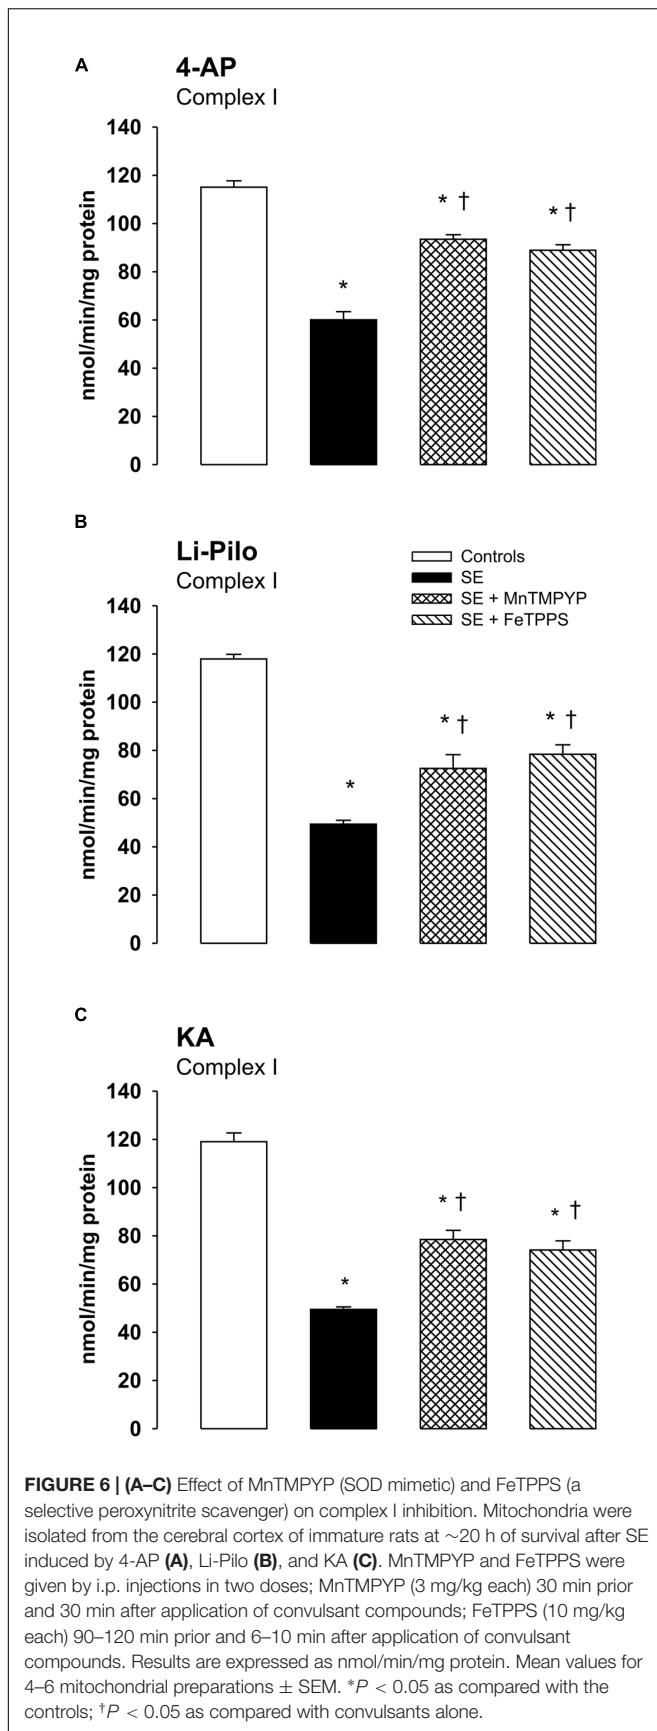 A
4-AP
Complex I
nmol/min/mg protein
140
120
100
80
60
40
20
0
*
* †
* †
B
Li-Pilo
Complex I
Controls
SE
SE + MnTMPYP
SE + FeTPPS
nmol/min/mg protein
140
120
100
80
60
40
20
0
*
* †
* †
C
KA
Complex I
nmol/min/mg protein
140
120
100
80
60
40
20
0
*
* †
* †
FIGURE 6 | (A–C) Effect of MnTMPYP (SOD mimetic) and FeTPPS (a
selective peroxynitrite scavenger) on complex I inhibition. Mitochondria were
isolated from the cerebral cortex of immature rats at ∼20 h of survival after SE
induced by 4-AP (A), Li-Pilo (B), and KA (C). MnTMPYP and FeTPPS were
given by i.p. injections in two doses; MnTMPYP (3 mg/kg each) 30 min prior
and 30 min after application of convulsant compounds; FeTPPS (10 mg/kg
each) 90–120 min prior and 6–10 min after application of convulsant
compounds. Results are expressed as nmol/min/mg protein. Mean values for
4–6 mitochondrial preparations ± SEM. *P < 0.05 as compared with the
controls; †P < 0.05 as compared with convulsants alone.